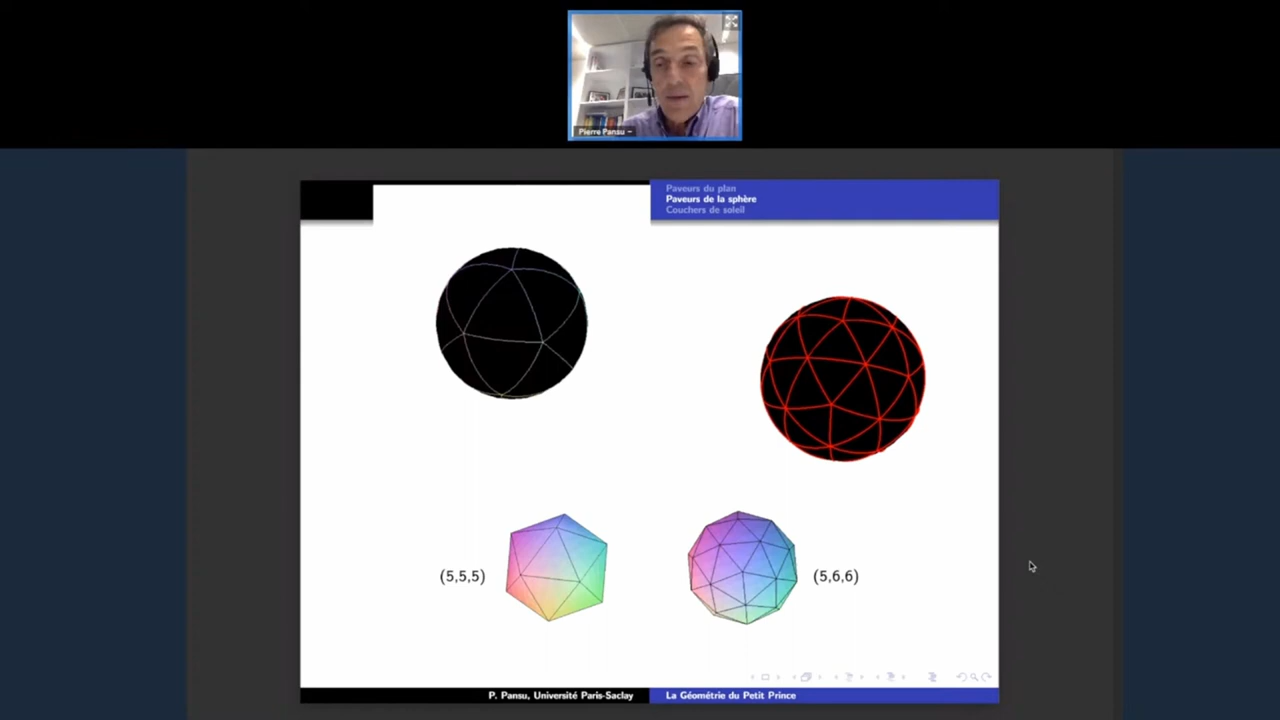 Pierre Pansu
Paveurs du plan
Paveurs de la sphère
Couchers de soleil
(5,5,5)
(5,6,6)
P. Pansu, Université Paris-Saclay
La Géométrie du Petit Prince